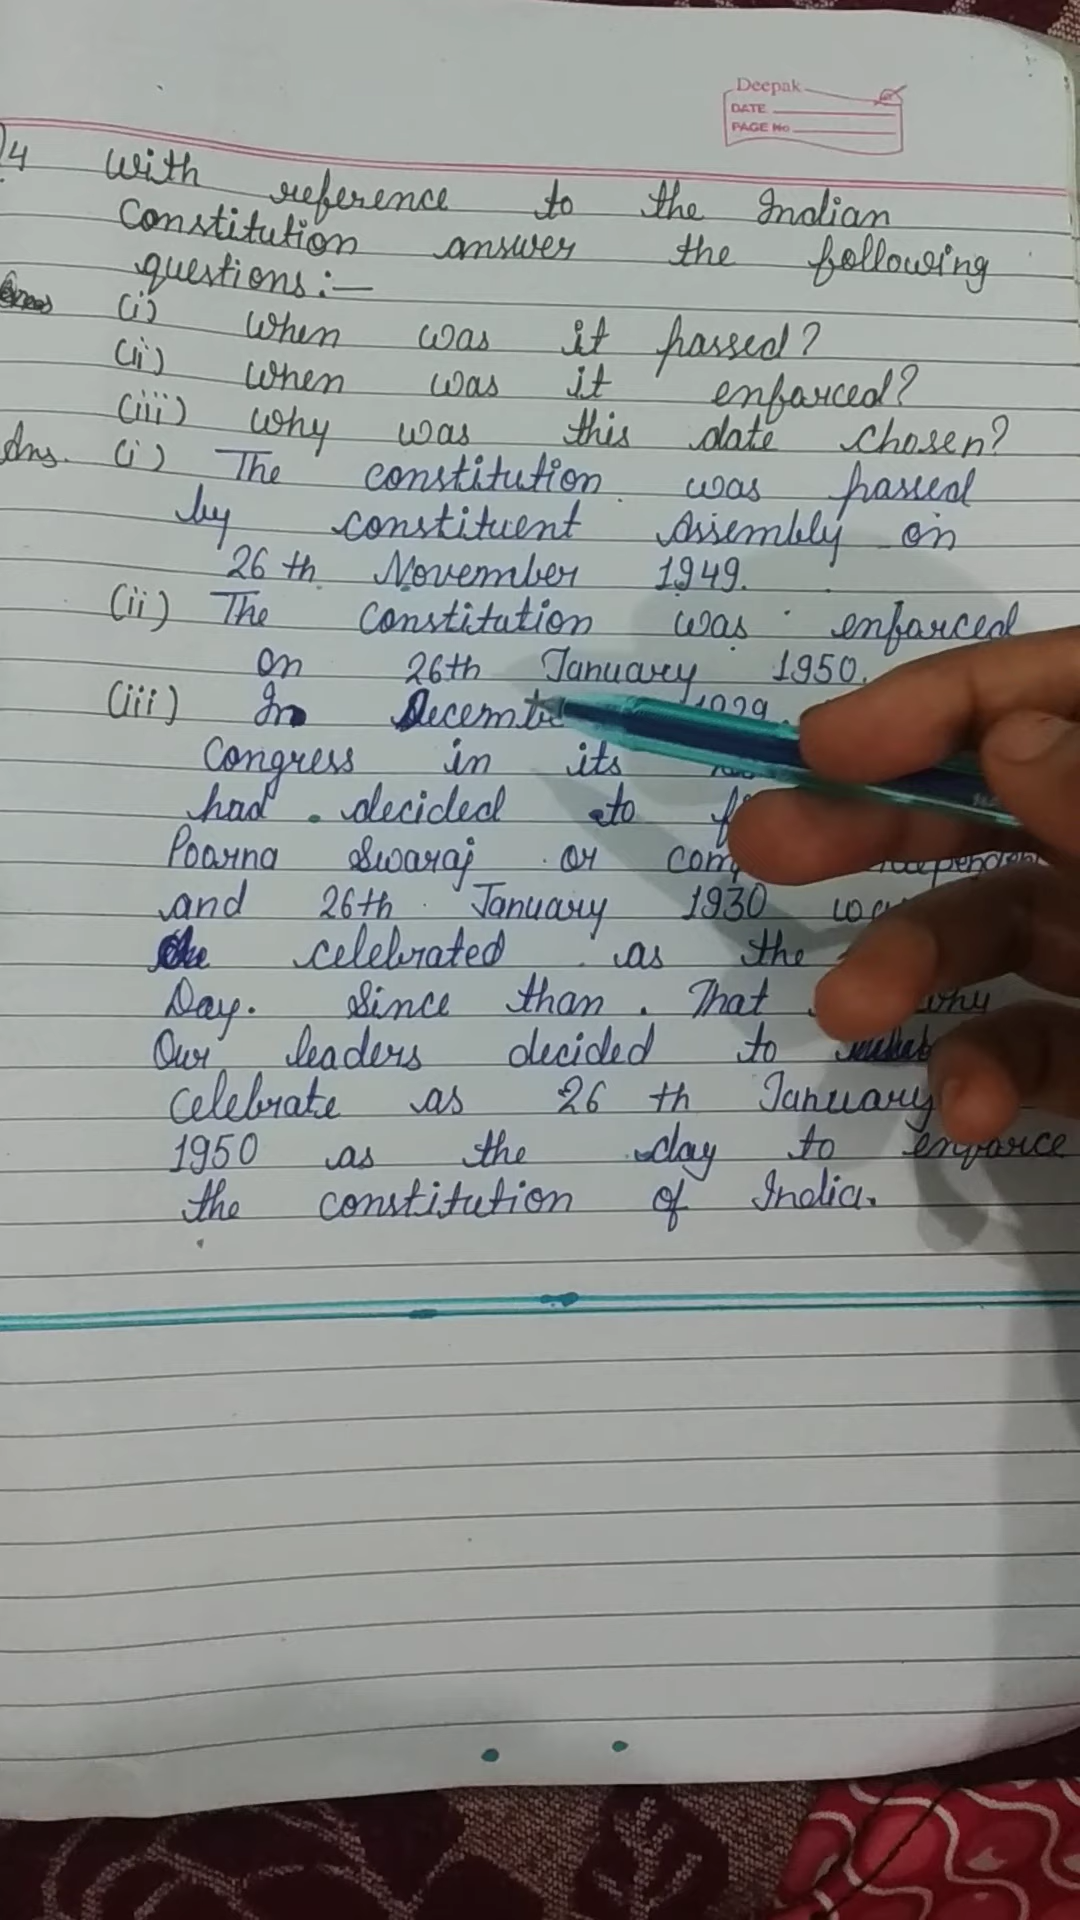 Deepak
DATE
PAGE No
4 With reference to the Indian
Constitution answer the following
questions :—
(i) When was it passed?
(ii) When was it enforced?
(iii) Why was this date chosen?
Ans. (i) The constitution was passed
by constituent Assembly on
26 th November 1949.
(ii) The Constitution was enforced
on 26th January 1950.
(iii) In 1929.
Congress in its
had decided to
Poorna Swaraj or
and 26th January 1930
celebrated as the
Day. Since than. That why
Our leaders decided to
celebrate as 26 th January
1950 as the day to enforce
the constitution of India.